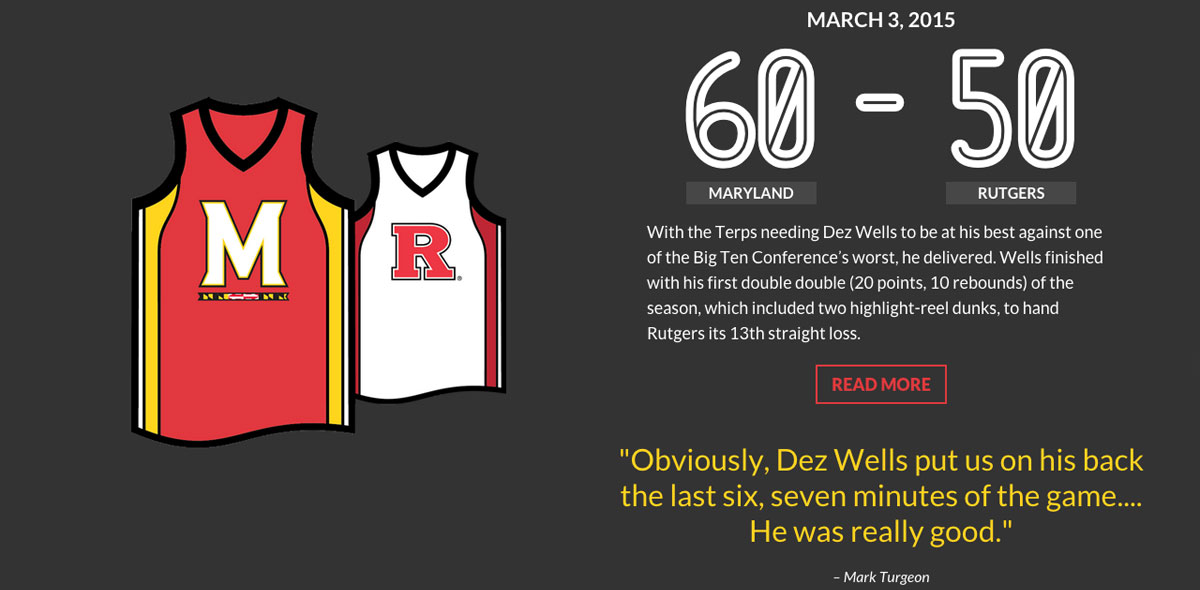 MARCH 3, 2015
60 - 50
MARYLAND RUTGERS
With the Terps needing Dez Wells to be at his best against one
of the Big Ten Conference’s worst, he delivered. Wells finished
with his first double double (20 points, 10 rebounds) of the
season, which included two highlight-reel dunks, to hand
Rutgers its 13th straight loss.
READ MORE
"Obviously, Dez Wells put us on his back
the last six, seven minutes of the game....
He was really good."
– Mark Turgeon
M
R
®